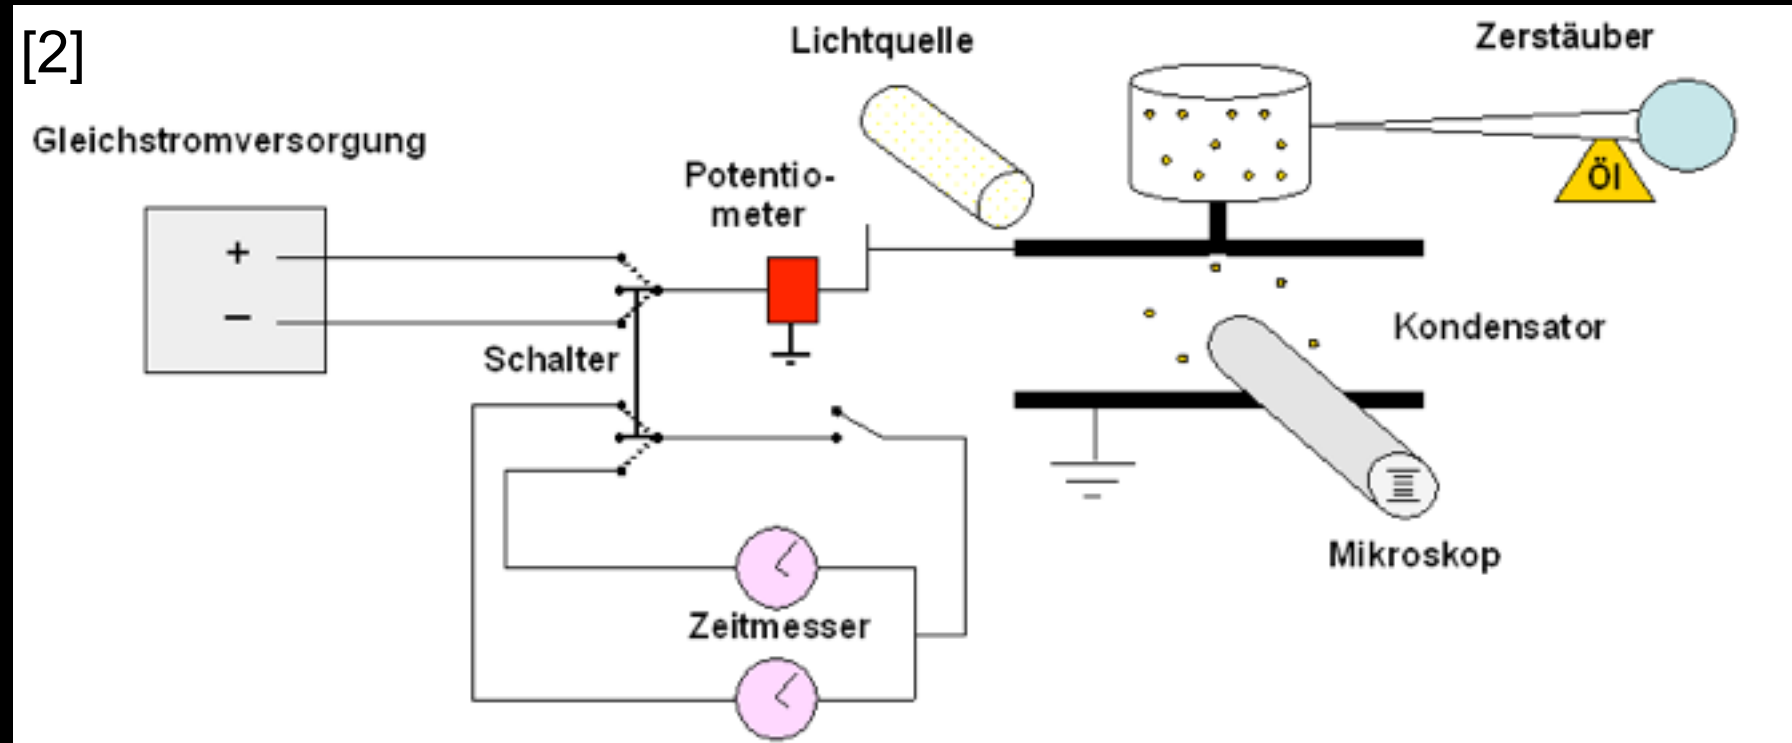 [2]
Lichtquelle
Zerstäuber
Gleichstromversorgung
Potentio-
meter
Öl
+
−
Schalter
Kondensator
Mikroskop
Zeitmesser